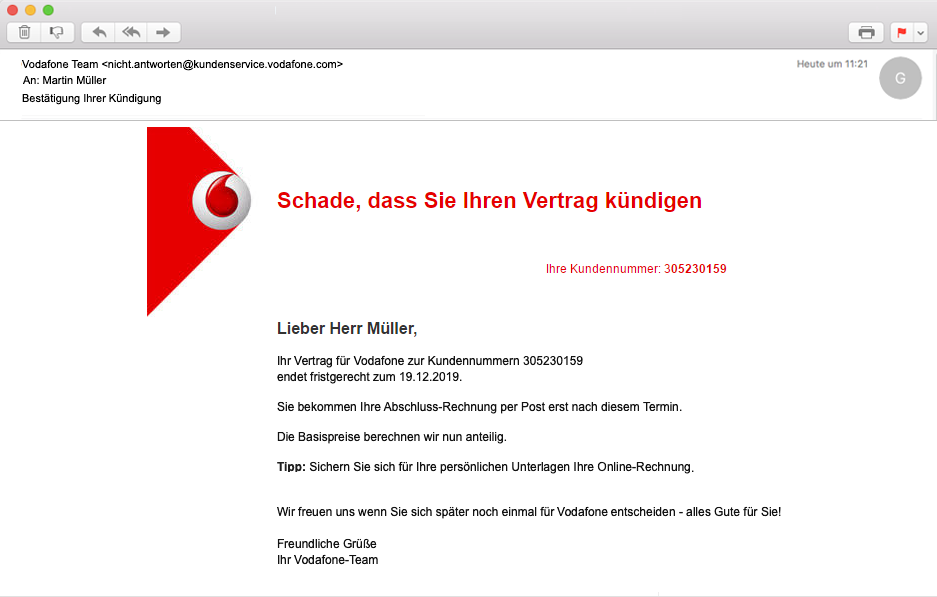 Vodafone Team <nicht.antworten@kundenservice.vodafone.com>
Heute um 11:21
An: Martin Müller
G
Bestätigung Ihrer Kündigung
Schade, dass Sie Ihren Vertrag kündigen
Ihre Kundennummer: 305230159
Lieber Herr Müller,
Ihr Vertrag für Vodafone zur Kundennummern 305230159
endet fristgerecht zum 19.12.2019.
Sie bekommen Ihre Abschluss-Rechnung per Post erst nach diesem Termin.
Die Basispreise berechnen wir nun anteilig.
Tipp: Sichern Sie sich für Ihre persönlichen Unterlagen Ihre Online-Rechnung.
Wir freuen uns wenn Sie sich später noch einmal für Vodafone entscheiden - alles Gute für Sie!
Freundliche Grüße
Ihr Vodafone-Team